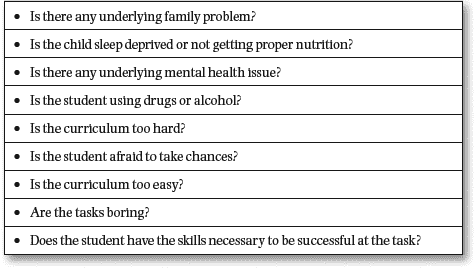 • Is there any underlying family problem?
• Is the child sleep deprived or not getting proper nutrition?
• Is there any underlying mental health issue?
• Is the student using drugs or alcohol?
• Is the curriculum too hard?
• Is the student afraid to take chances?
• Is the curriculum too easy?
• Are the tasks boring?
• Does the student have the skills necessary to be successful at the task?